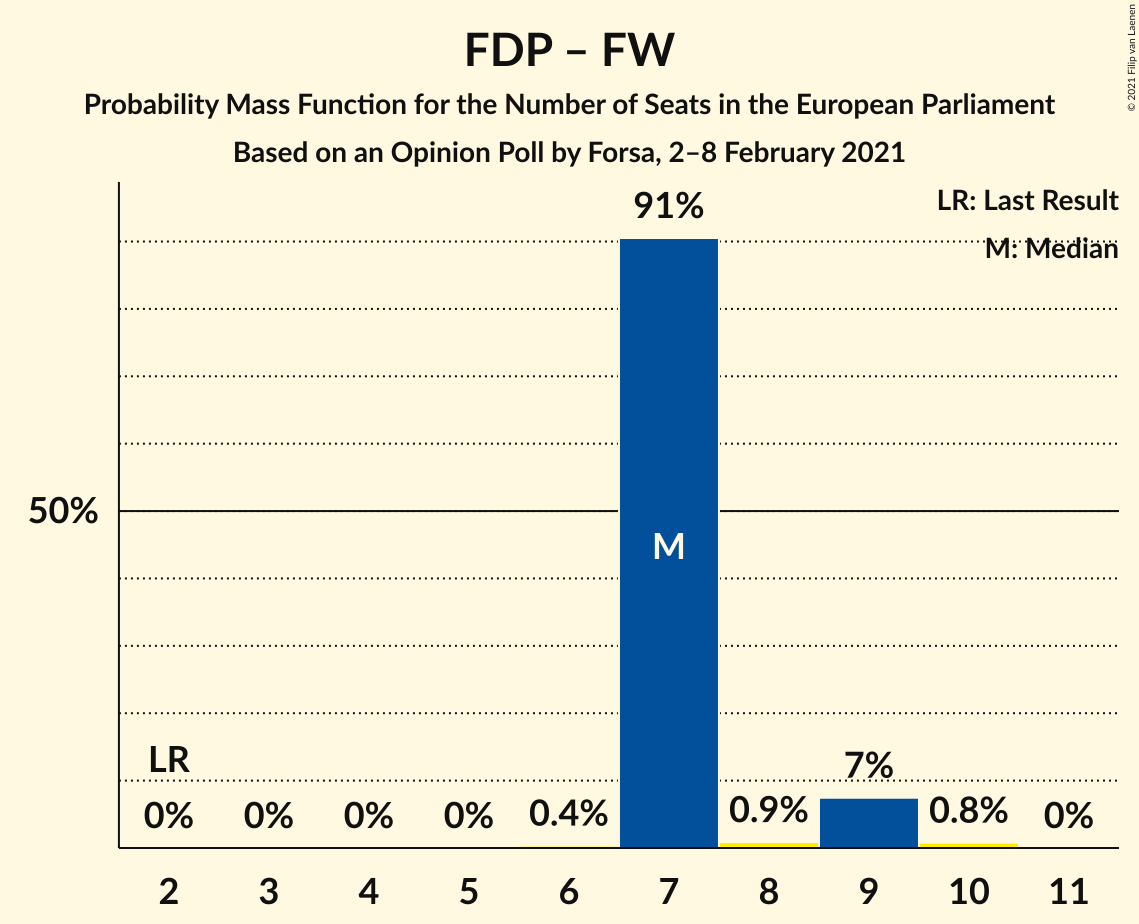 FDP – FW
Probability Mass Function for the Number of Seats in the European Parliament
Based on an Opinion Poll by Forsa, 2–8 February 2021
© 2021 Filip van Laenen
LR: Last Result
M: Median
91%
50%
M
LR
0% 0% 0% 0% 0.4% 0.9% 7% 0.8% 0%
2 3 4 5 6 7 8 9 10 11